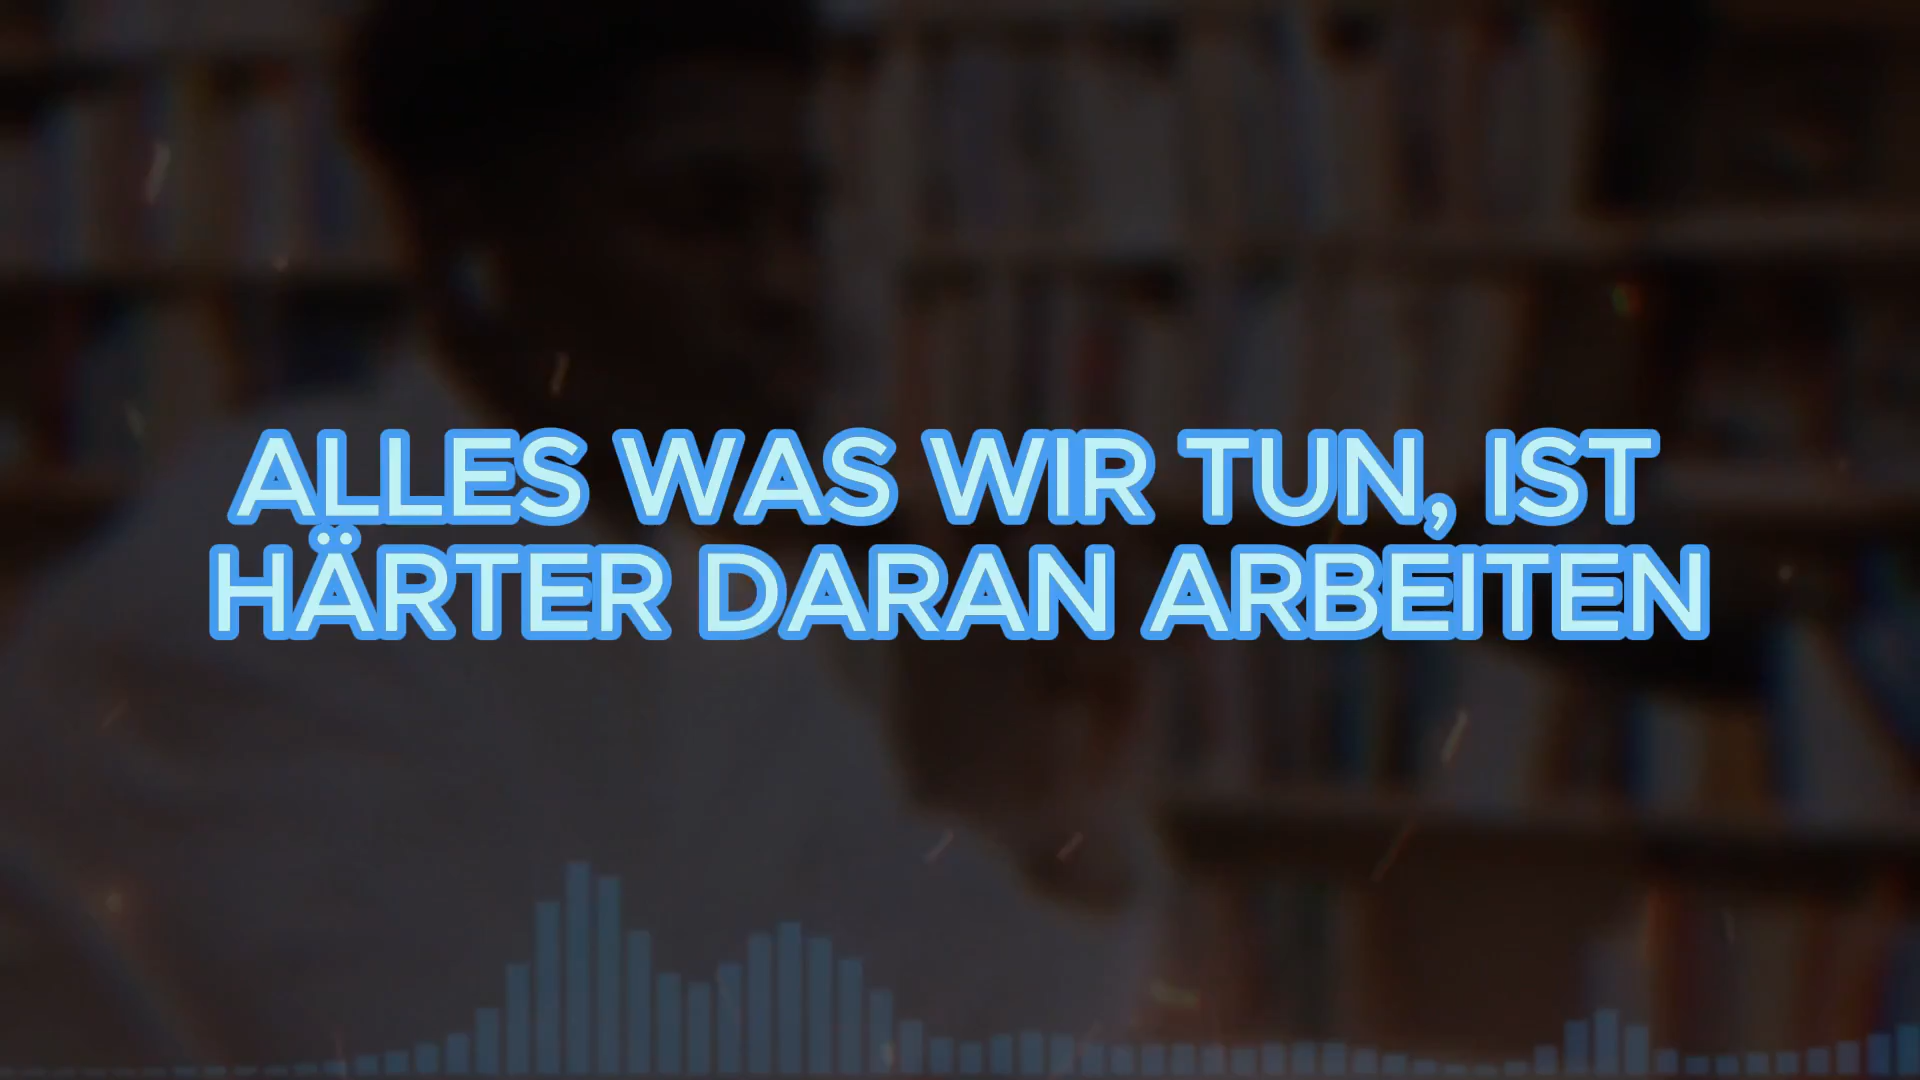 ALLES WAS WIR TUN, IST
HÄRTER DARAN ARBEITEN